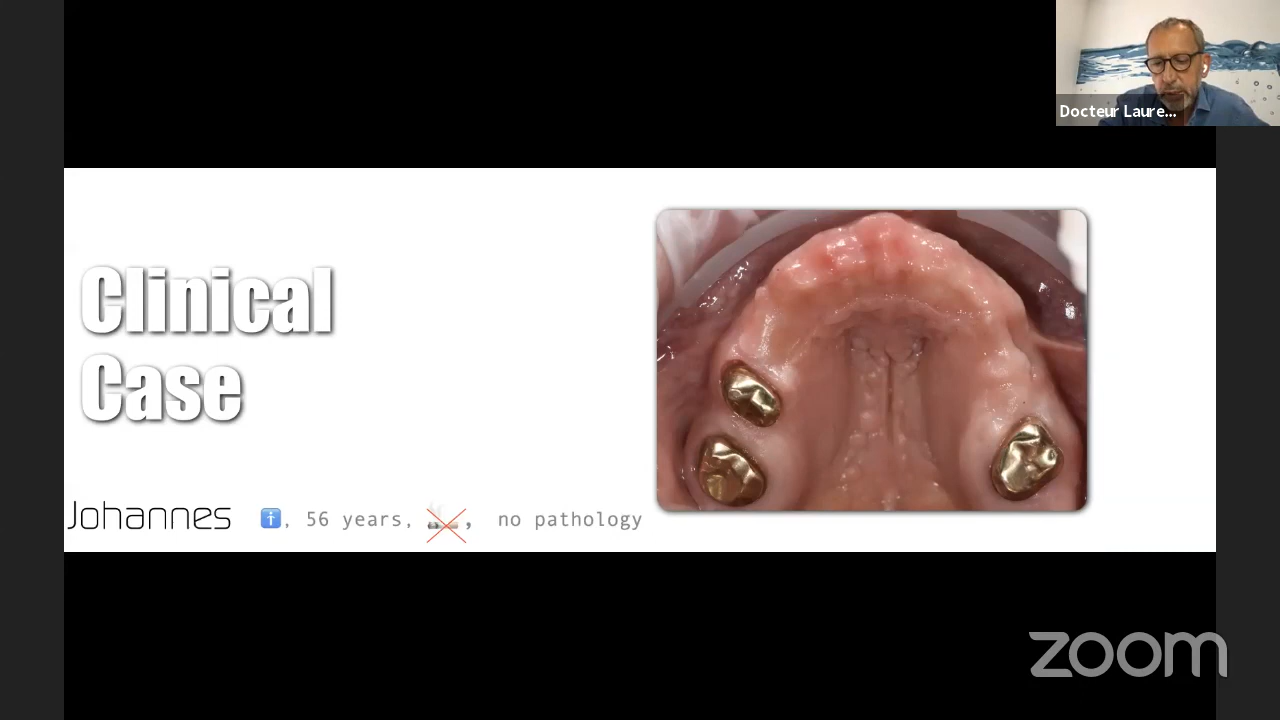 Docteur Laure...
Clinical
Case
Johannes 🚹, 56 years, 🚬, no pathology
zoom